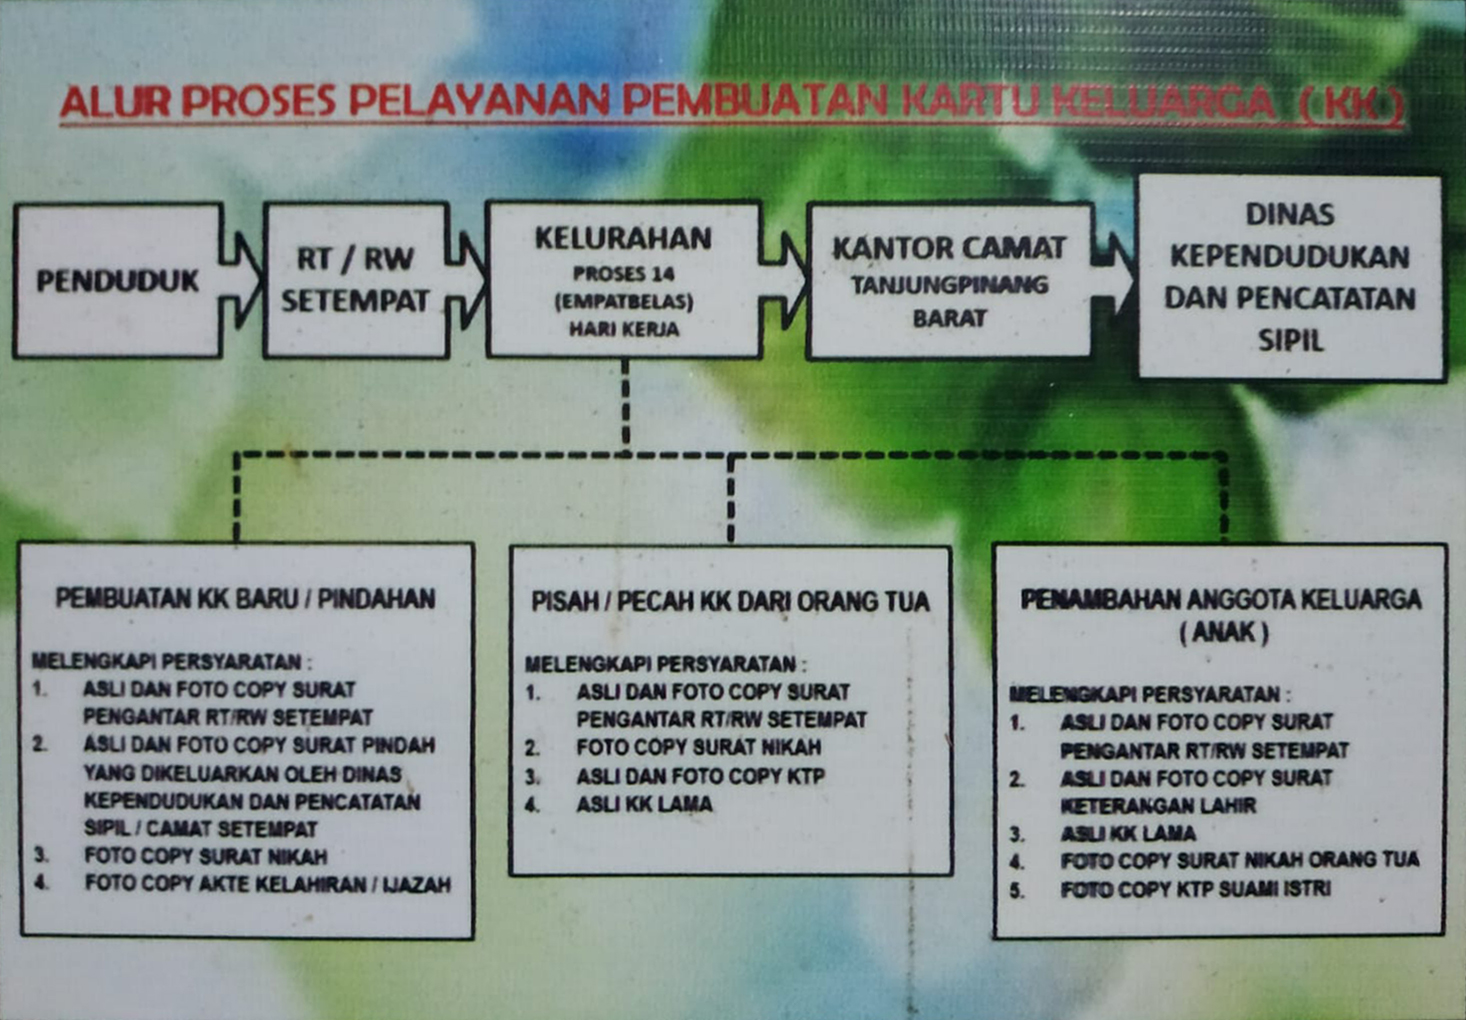 ALUR PROSES PELAYANAN PEMBUATAN KARTU KELUARGA ( KK )
PENDUDUK
RT / RW
SETEMPAT
KELURAHAN
PROSES 14
(EMPATBELAS)
HARI KERJA
KANTOR CAMAT
TANJUNGPINANG
BARAT
DINAS
KEPENDUDUKAN
DAN PENCATATAN
SIPIL
PEMBUATAN KK BARU / PINDAHAN
MELENGKAPI PERSYARATAN :
1. ASLI DAN FOTO COPY SURAT
PENGANTAR RT/RW SETEMPAT
2. ASLI DAN FOTO COPY SURAT PINDAH
YANG DIKELUARKAN OLEH DINAS
KEPENDUDUKAN DAN PENCATATAN
SIPIL / CAMAT SETEMPAT
3. FOTO COPY SURAT NIKAH
4. FOTO COPY AKTE KELAHIRAN / IJAZAH
PISAH / PECAH KK DARI ORANG TUA
MELENGKAPI PERSYARATAN :
1. ASLI DAN FOTO COPY SURAT
PENGANTAR RT/RW SETEMPAT
2. FOTO COPY SURAT NIKAH
3. ASLI DAN FOTO COPY KTP
4. ASLI KK LAMA
PENAMBAHAN ANGGOTA KELUARGA
( ANAK )
MELENGKAPI PERSYARATAN :
1. ASLI DAN FOTO COPY SURAT
PENGANTAR RT/RW SETEMPAT
2. ASLI DAN FOTO COPY SURAT
KETERANGAN LAHIR
3. ASLI KK LAMA
4. FOTO COPY SURAT NIKAH ORANG TUA
5. FOTO COPY KTP SUAMI ISTRI